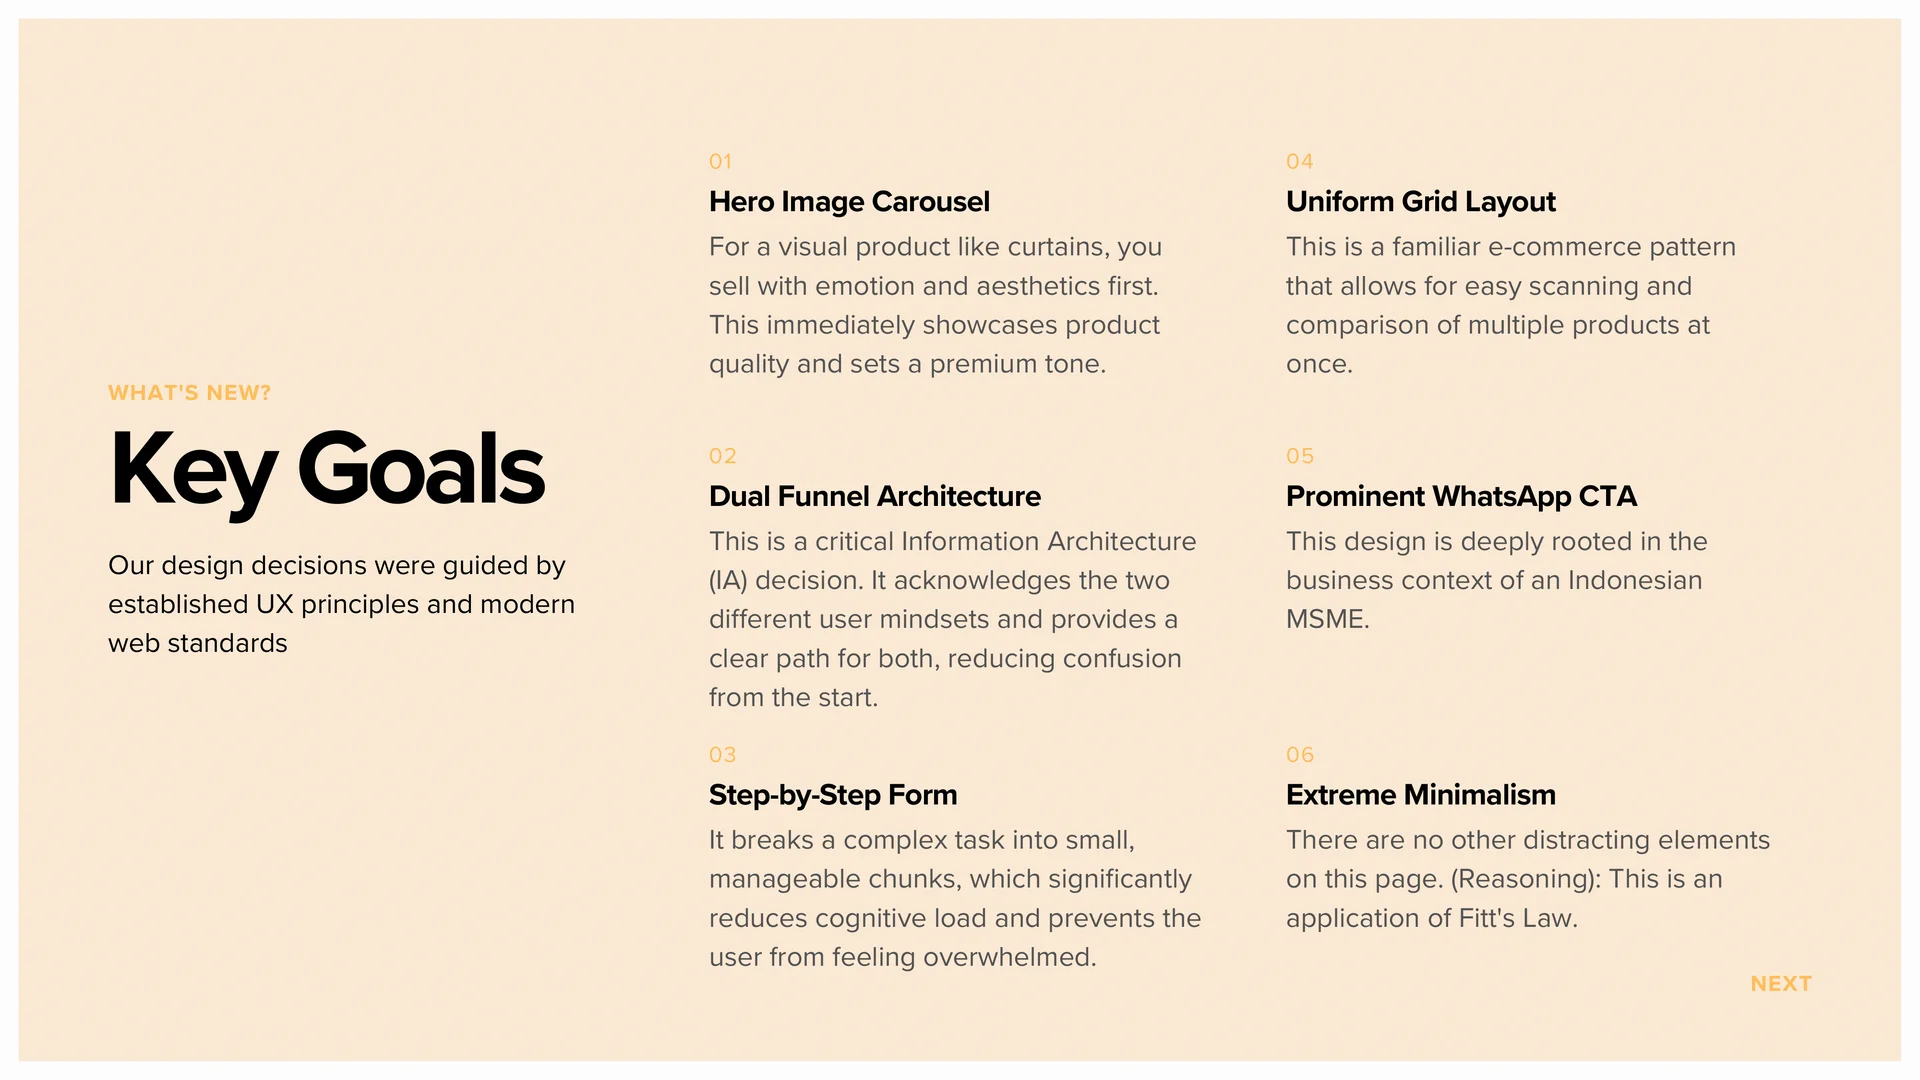 WHAT'S NEW?
Key Goals
Our design decisions were guided by
established UX principles and modern
web standards
01
Hero Image Carousel
For a visual product like curtains, you
sell with emotion and aesthetics first.
This immediately showcases product
quality and sets a premium tone.
02
Dual Funnel Architecture
This is a critical Information Architecture
(IA) decision. It acknowledges the two
different user mindsets and provides a
clear path for both, reducing confusion
from the start.
03
Step-by-Step Form
It breaks a complex task into small,
manageable chunks, which significantly
reduces cognitive load and prevents the
user from feeling overwhelmed.
04
Uniform Grid Layout
This is a familiar e-commerce pattern
that allows for easy scanning and
comparison of multiple products at
once.
05
Prominent WhatsApp CTA
This design is deeply rooted in the
business context of an Indonesian
MSME.
06
Extreme Minimalism
There are no other distracting elements
on this page. (Reasoning): This is an
application of Fitt's Law.
NEXT